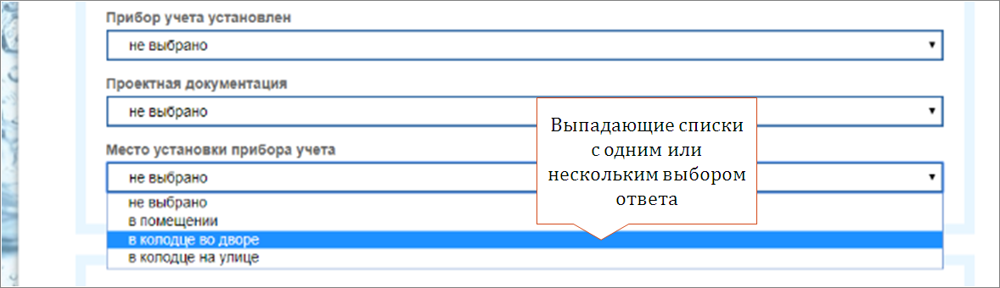 Прибор учета установлен
не выбрано
Проектная документация
не выбрано
Место установки прибора учета
не выбрано
не выбрано
в помещении
в колодце во дворе
в колодце на улице
Выпадающие списки
с одним или
нескольким выбором
ответа